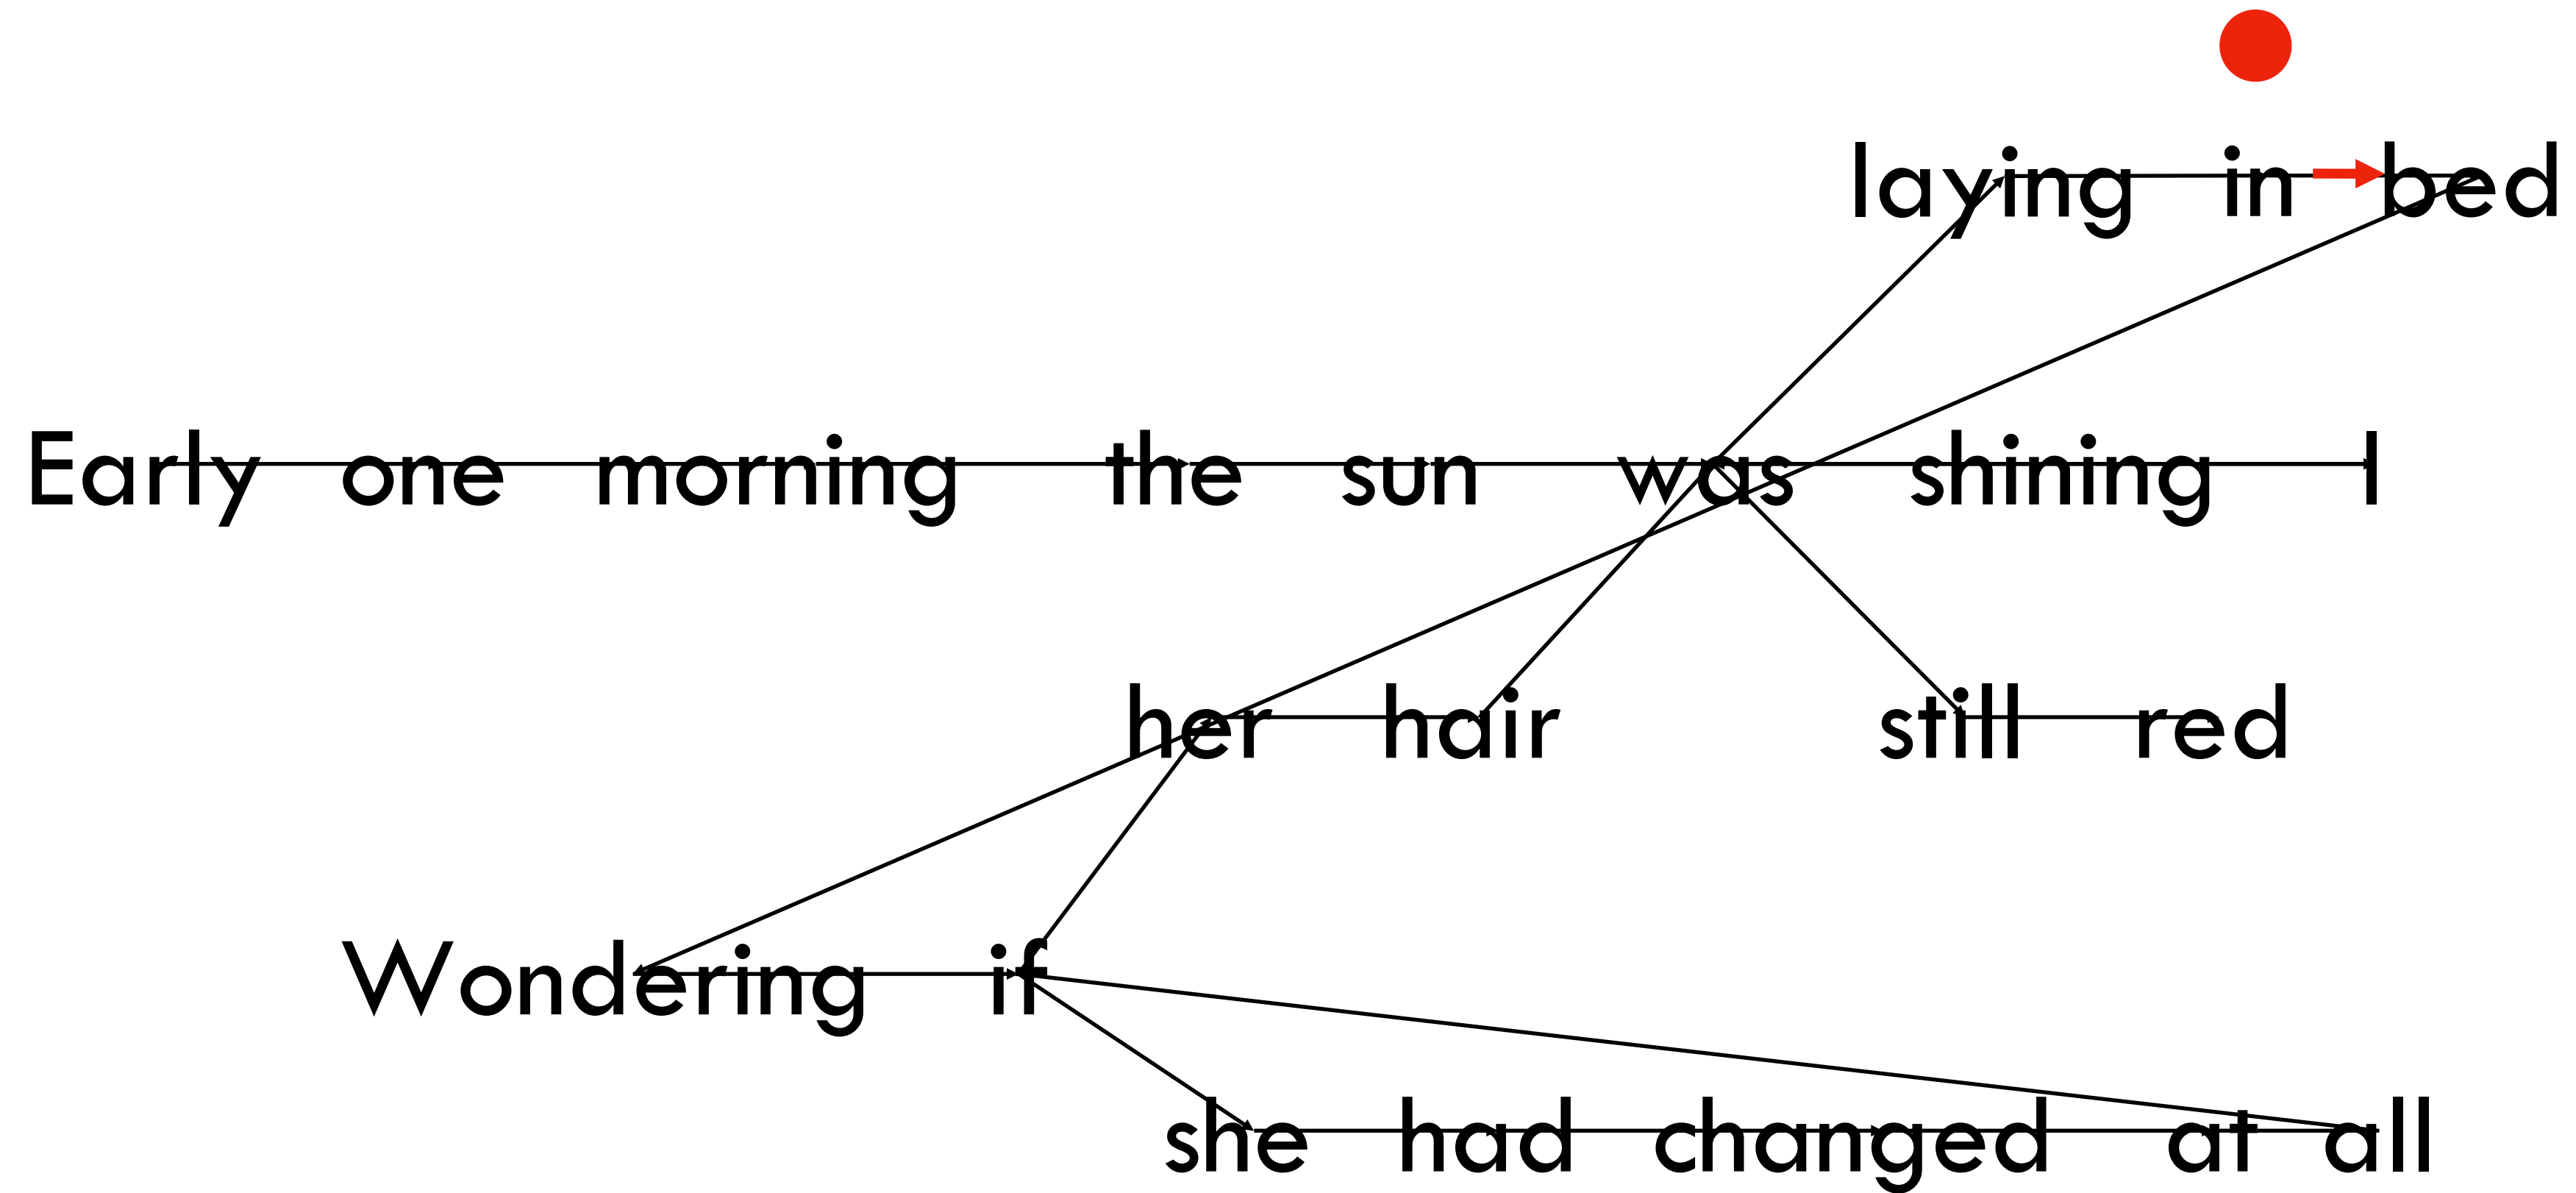 laying in bed
Early one morning the sun was shining I
her hair still red
Wondering if
she had changed at all